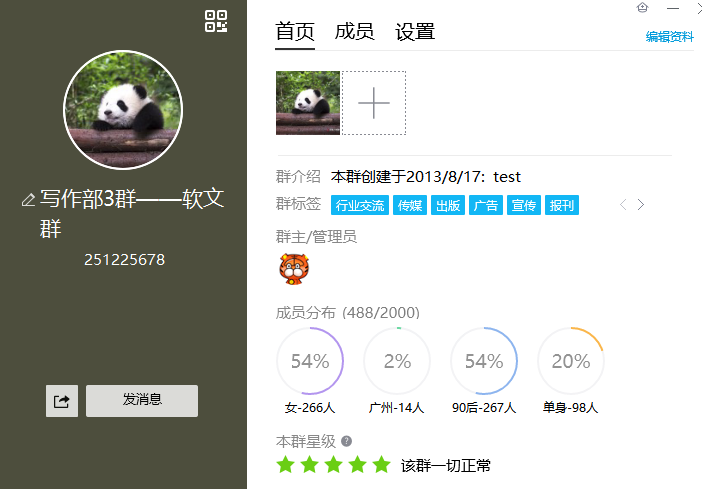 首页 成员 设置
编辑资料
写作部3群——软文
群
251225678
发消息
群介绍 本群创建于2013/8/17: test
群标签 行业交流 传媒 出版 广告 宣传 报刊
群主/管理员
成员分布 (488/2000)
54% 2% 54% 20%
女-266人 广州-14人 90后-267人 单身-98人
本群星级 ?
该群一切正常